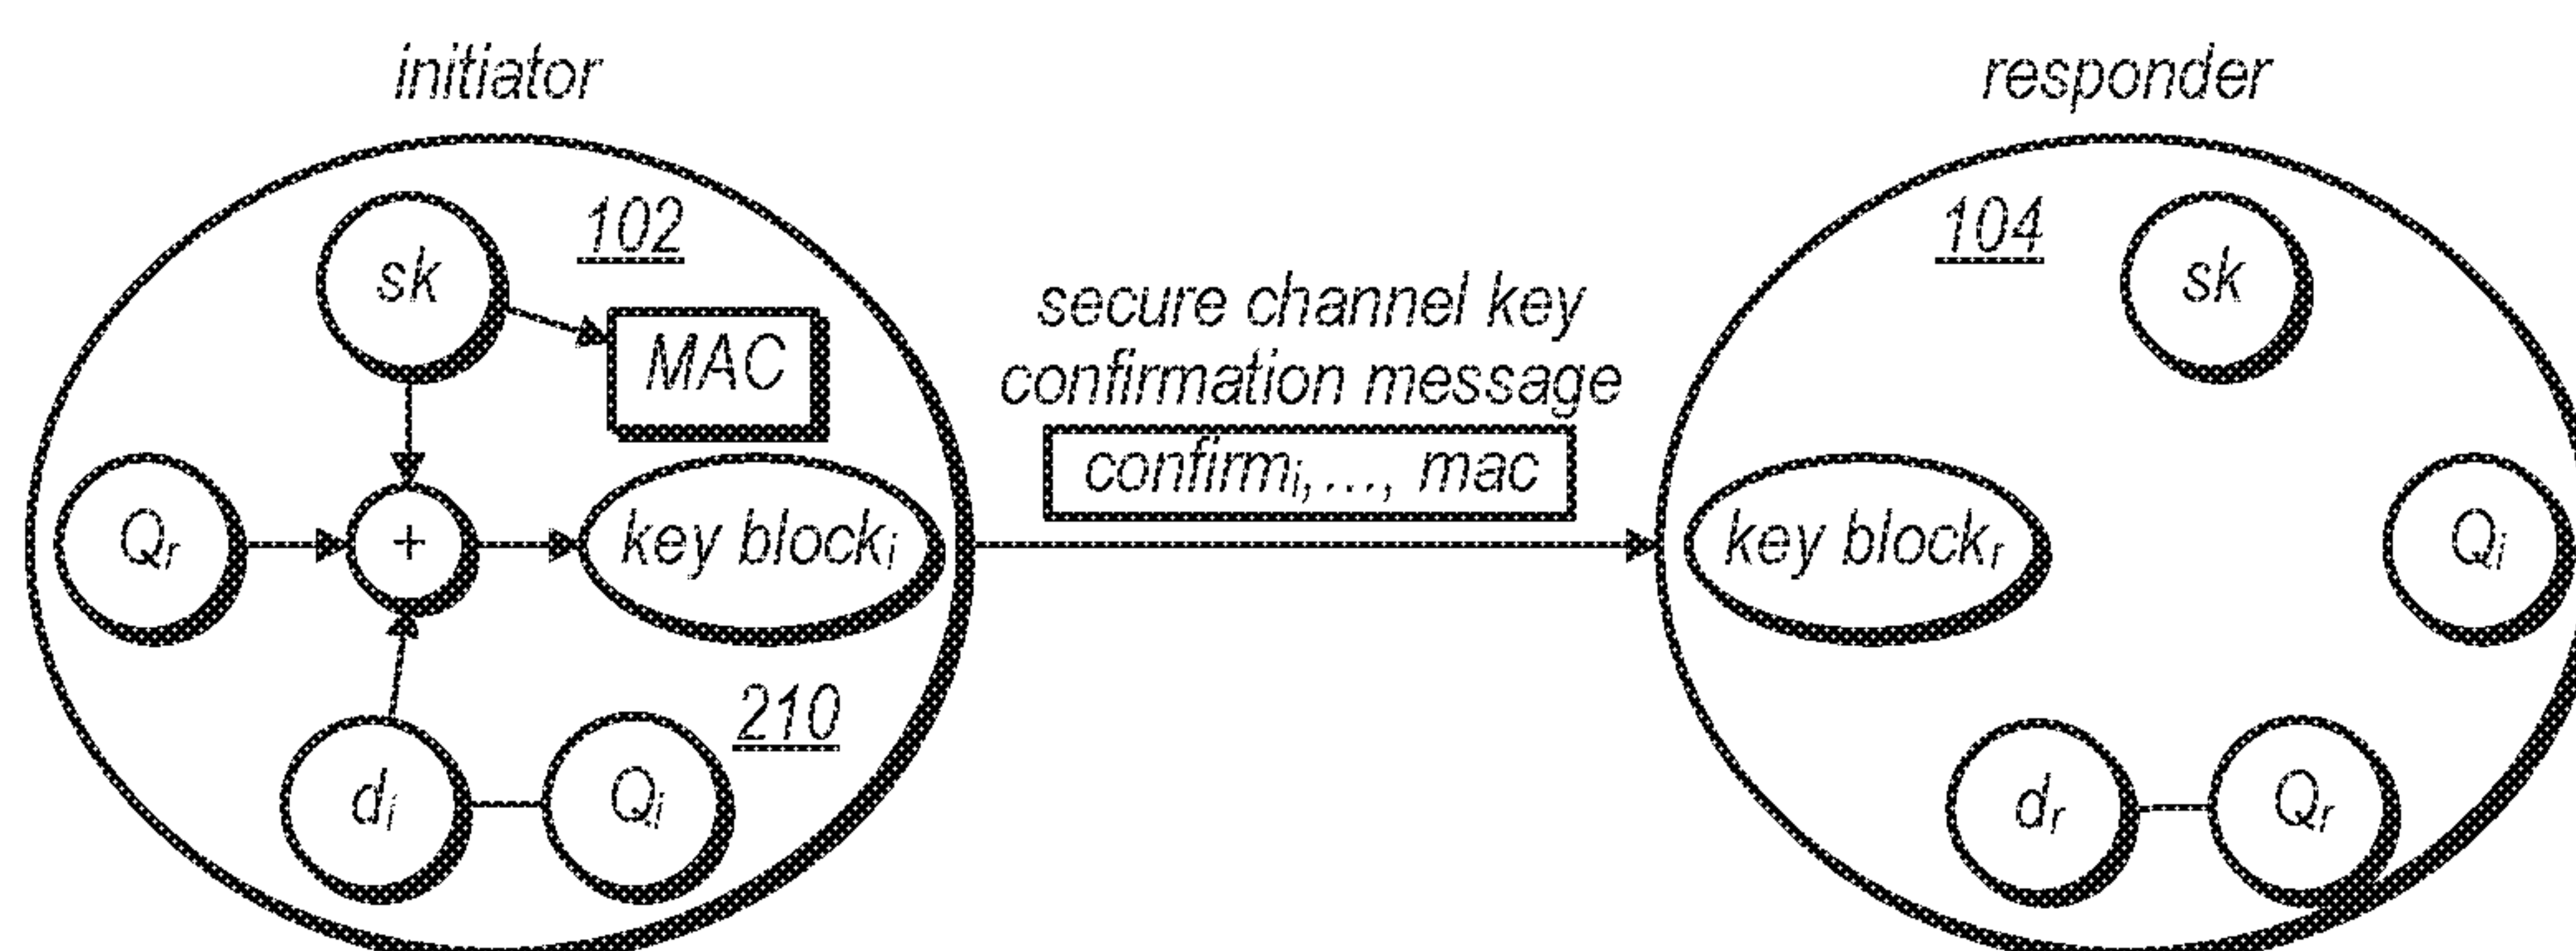 initiator
responder
sk
102
MAC
Qᵣ
+
key blockᵢ
dᵢ
Qᵢ
210
secure channel key
confirmation message
confirmᵢ,..., mac
104
sk
key blockᵣ
Qᵢ
dᵣ
Qᵣ